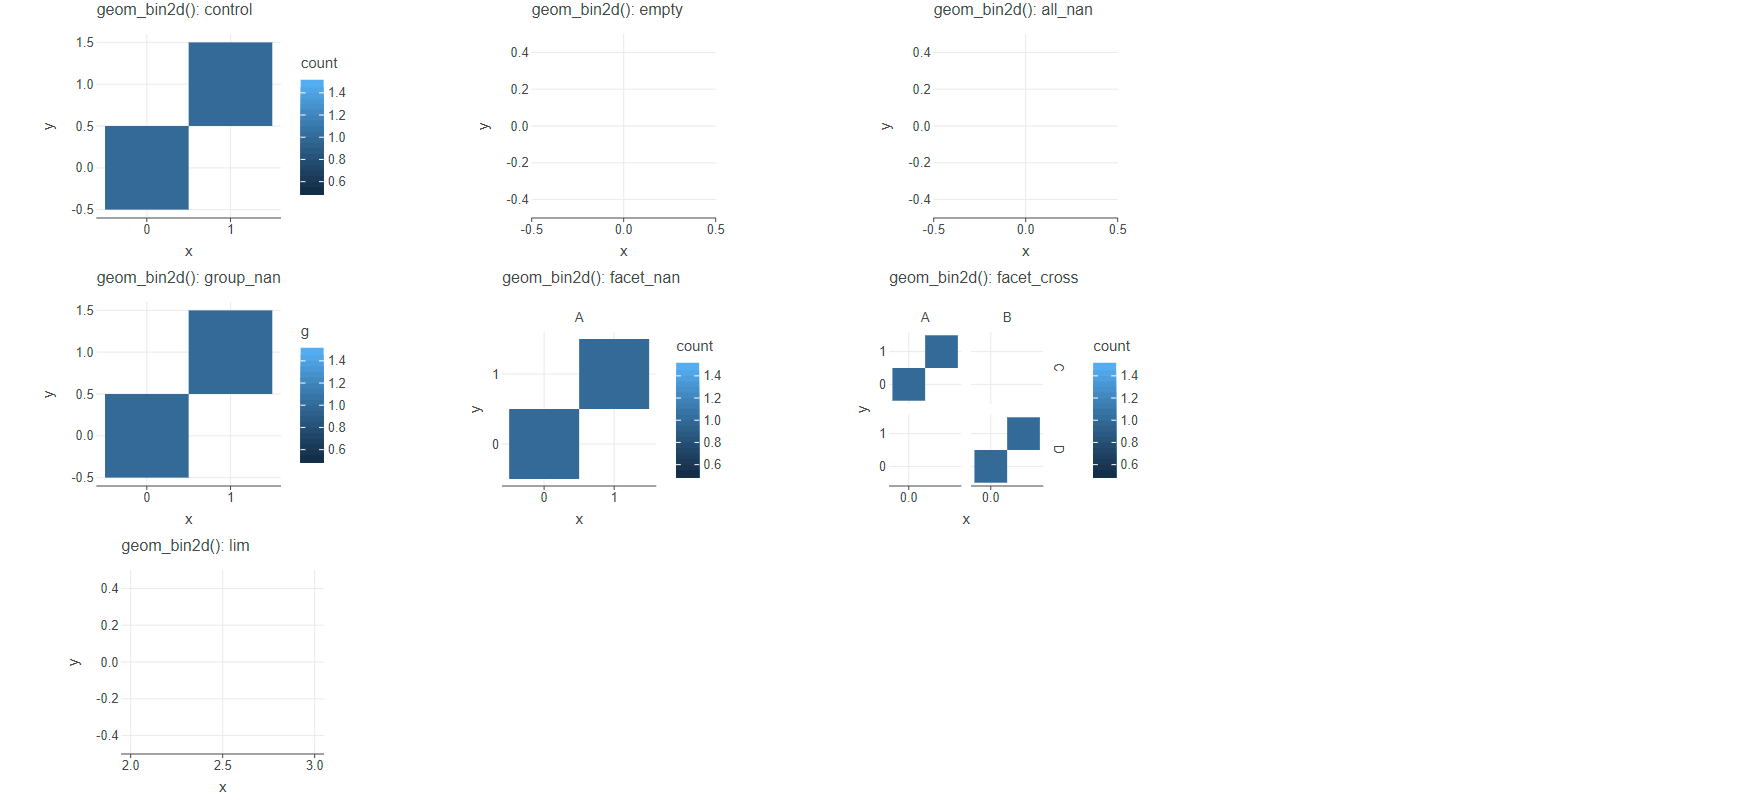 geom_bin2d(): control
1.5
1.0
0.5
0.0
-0.5
y
0 1
x
count
1.4
1.2
1.0
0.8
0.6
geom_bin2d(): empty
0.4
0.2
0.0
-0.2
-0.4
y
-0.5 0.0 0.5
x
geom_bin2d(): all_nan
0.4
0.2
0.0
-0.2
-0.4
y
-0.5 0.0 0.5
x
geom_bin2d(): group_nan
1.5
1.0
0.5
0.0
-0.5
y
0 1
x
g
1.4
1.2
1.0
0.8
0.6
geom_bin2d(): facet_nan
A
1
0
y
0 1
x
count
1.4
1.2
1.0
0.8
0.6
geom_bin2d(): facet_cross
A B
1
0
C
y
1
0
D
0.0 0.0
x
count
1.4
1.2
1.0
0.8
0.6
geom_bin2d(): lim
0.4
0.2
0.0
-0.2
-0.4
y
2.0 2.5 3.0
x